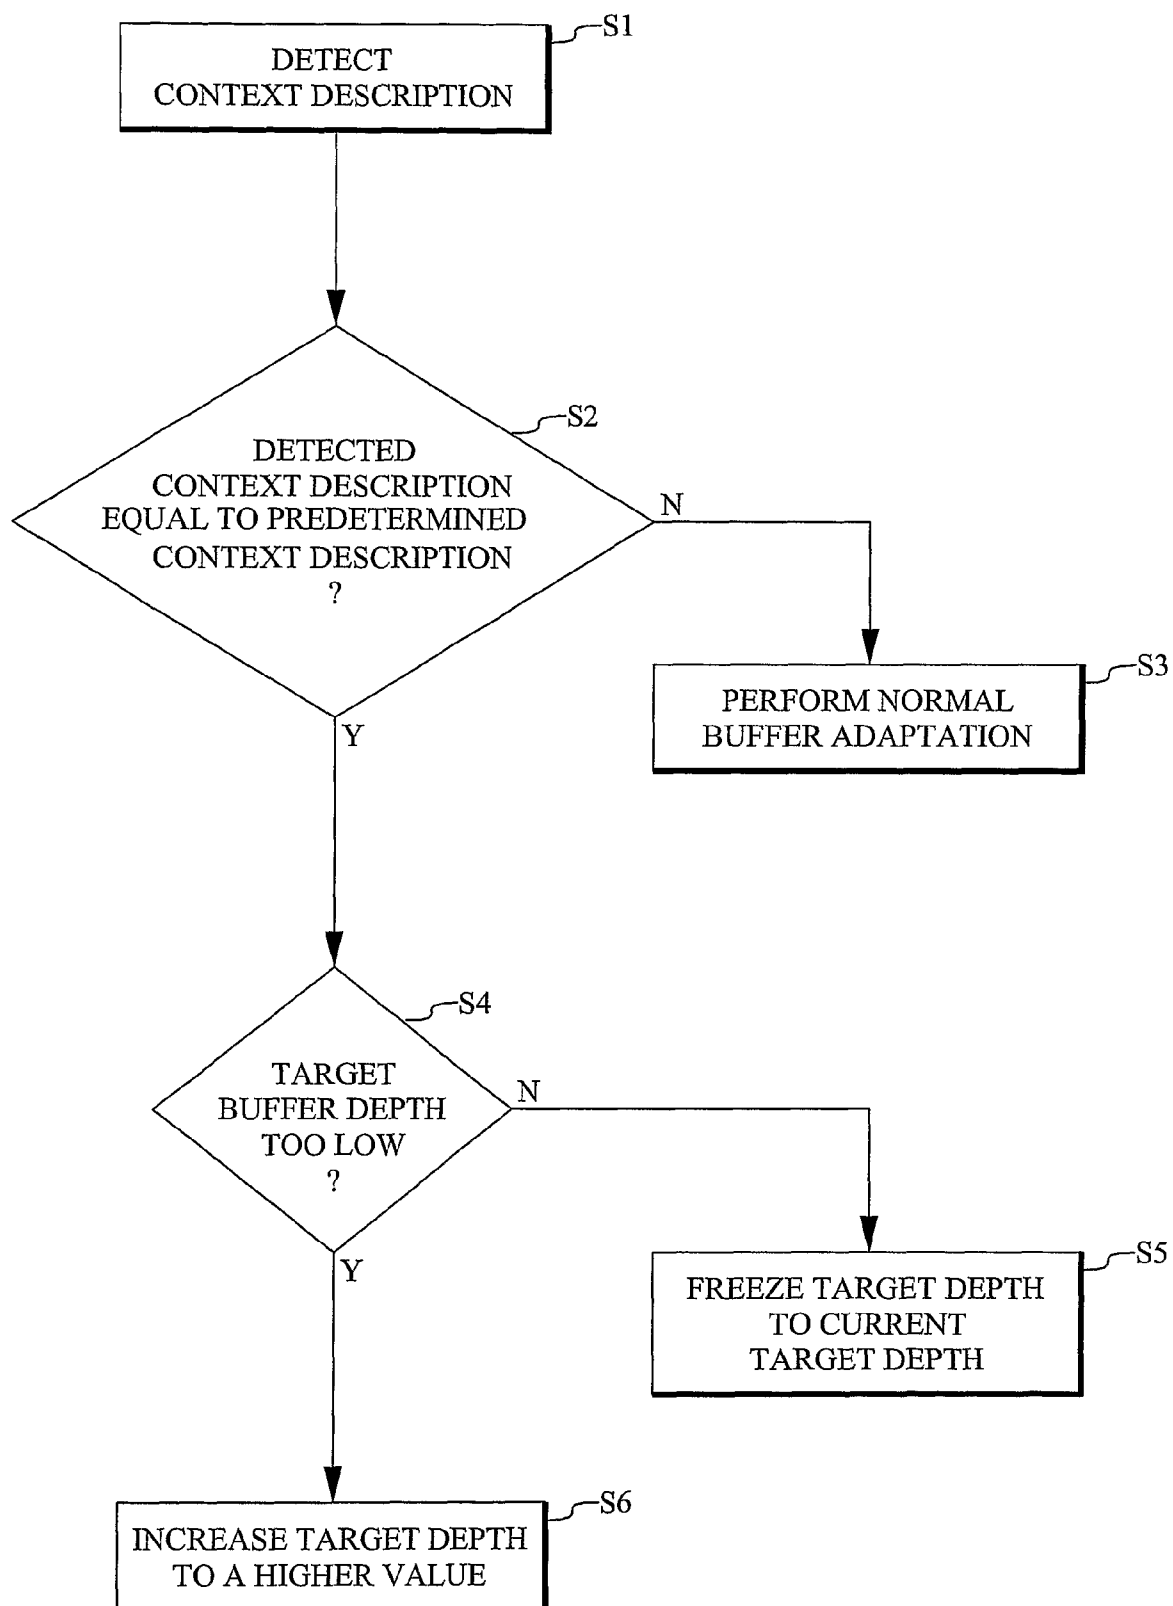 S1
DETECT
CONTEXT DESCRIPTION
S2
DETECTED
CONTEXT DESCRIPTION
EQUAL TO PREDETERMINED
CONTEXT DESCRIPTION
?
N
Y
S3
PERFORM NORMAL
BUFFER ADAPTATION
S4
TARGET
BUFFER DEPTH
TOO LOW
?
N
Y
S5
FREEZE TARGET DEPTH
TO CURRENT
TARGET DEPTH
S6
INCREASE TARGET DEPTH
TO A HIGHER VALUE